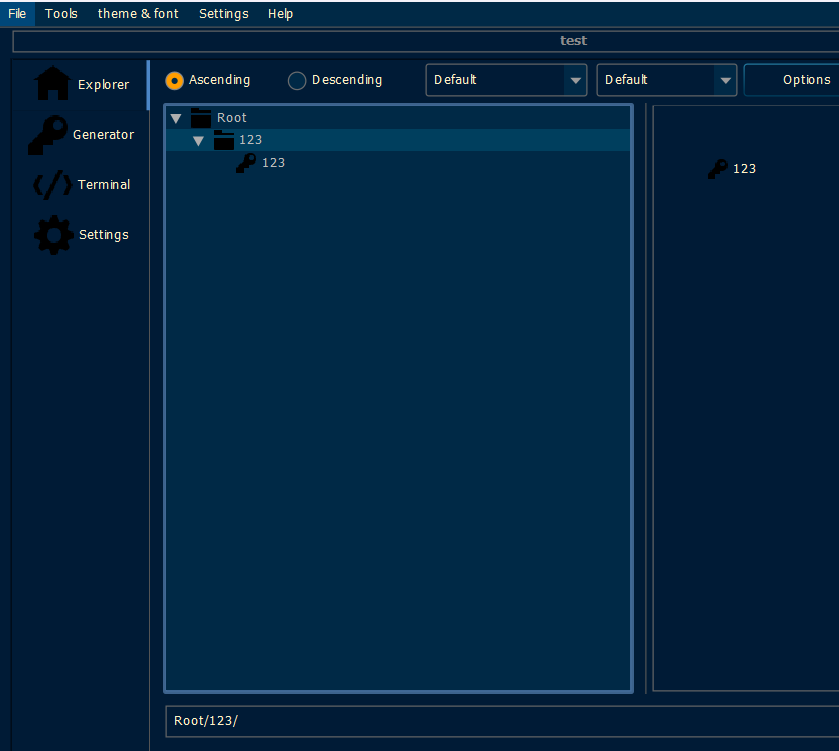 File Tools theme & font Settings Help
test
Explorer
Generator
Terminal
Settings
Ascending Descending Default Default Options
Root
123
123
123
Root/123/